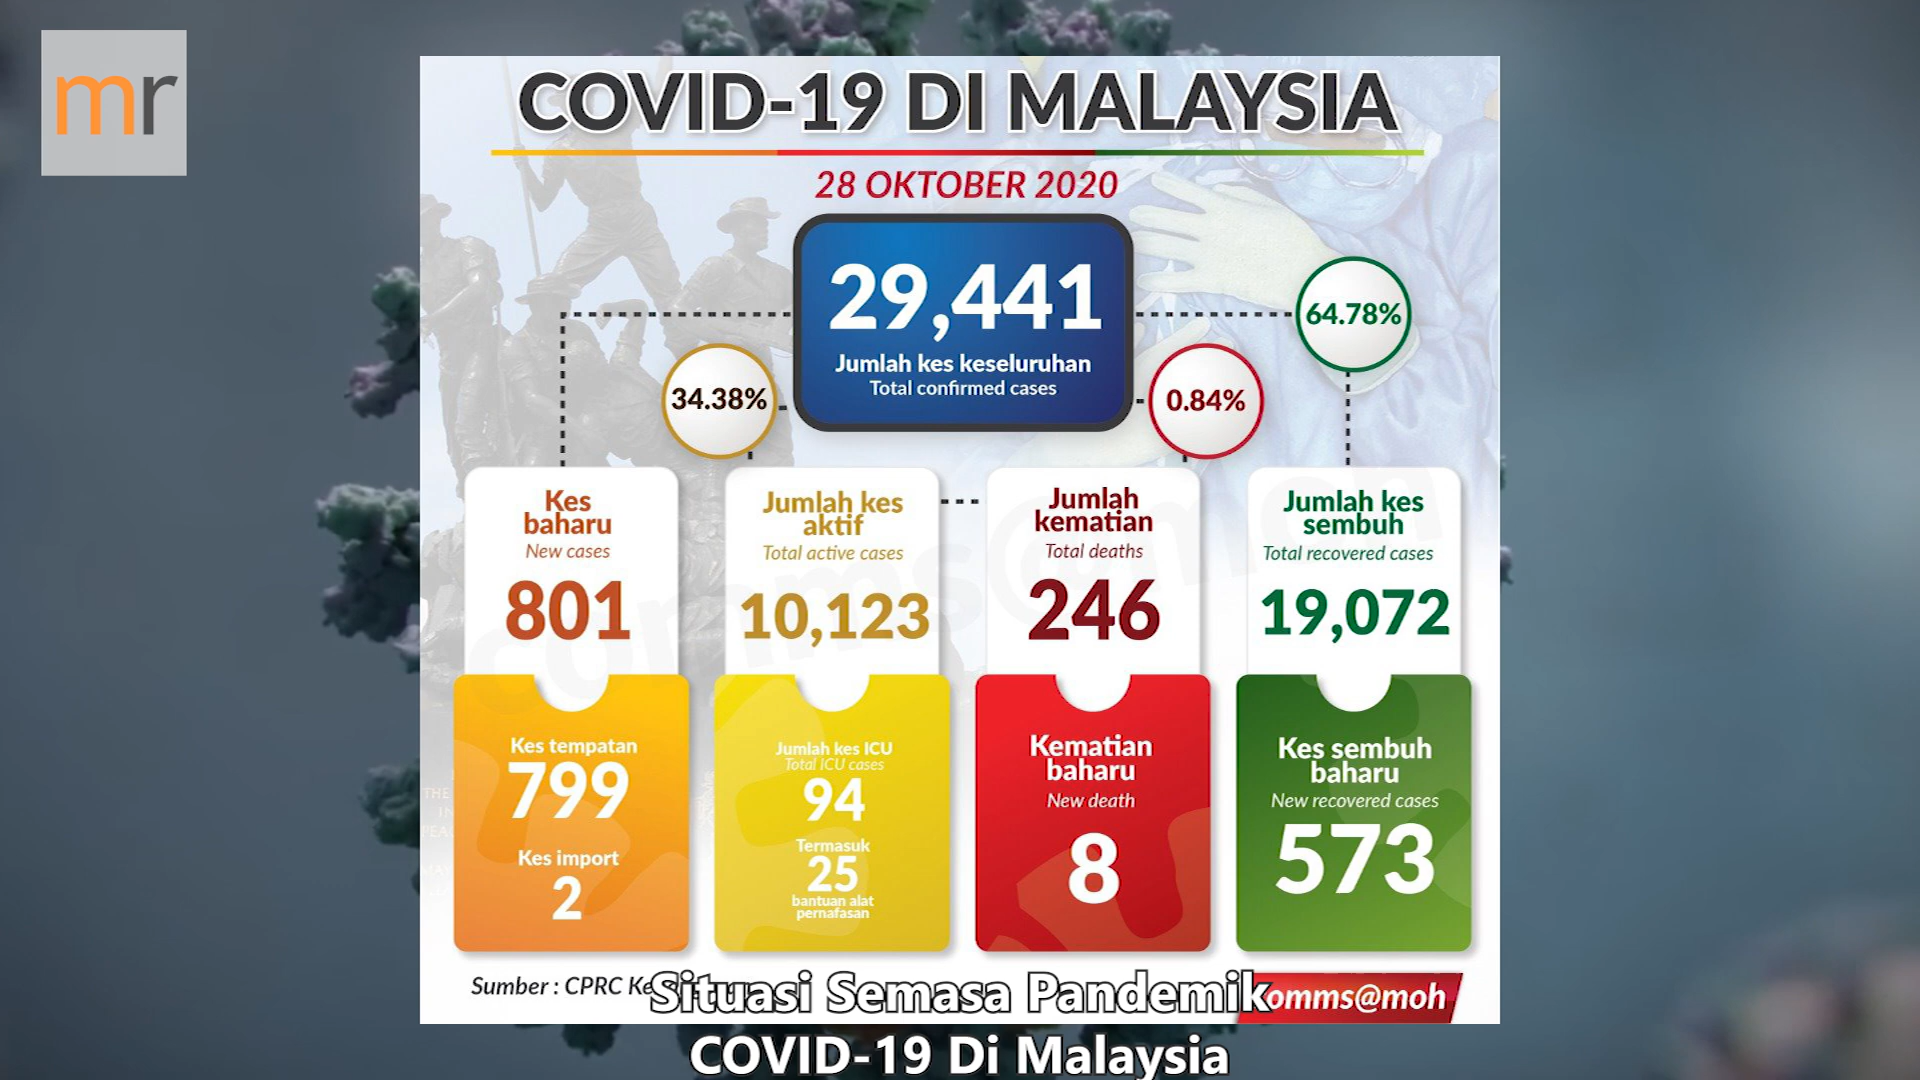 mr
COVID-19 DI MALAYSIA
28 OKTOBER 2020
29,441
Jumlah kes keseluruhan
Total confirmed cases
34.38%
0.84%
64.78%
Kes
baharu
New cases
801
Kes tempatan
799
Kes import
2
Jumlah kes
aktif
Total active cases
10,123
Jumlah kes ICU
Total ICU cases
94
Termasuk
25
bantuan alat
pernafasan
Jumlah
kematian
Total deaths
246
Kematian
baharu
New death
8
Jumlah kes
sembuh
Total recovered cases
19,072
Kes sembuh
baharu
New recovered cases
573
Sumber : CPRC
omms@moh
Situasi Semasa Pandemik
COVID-19 Di Malaysia
comms@moh